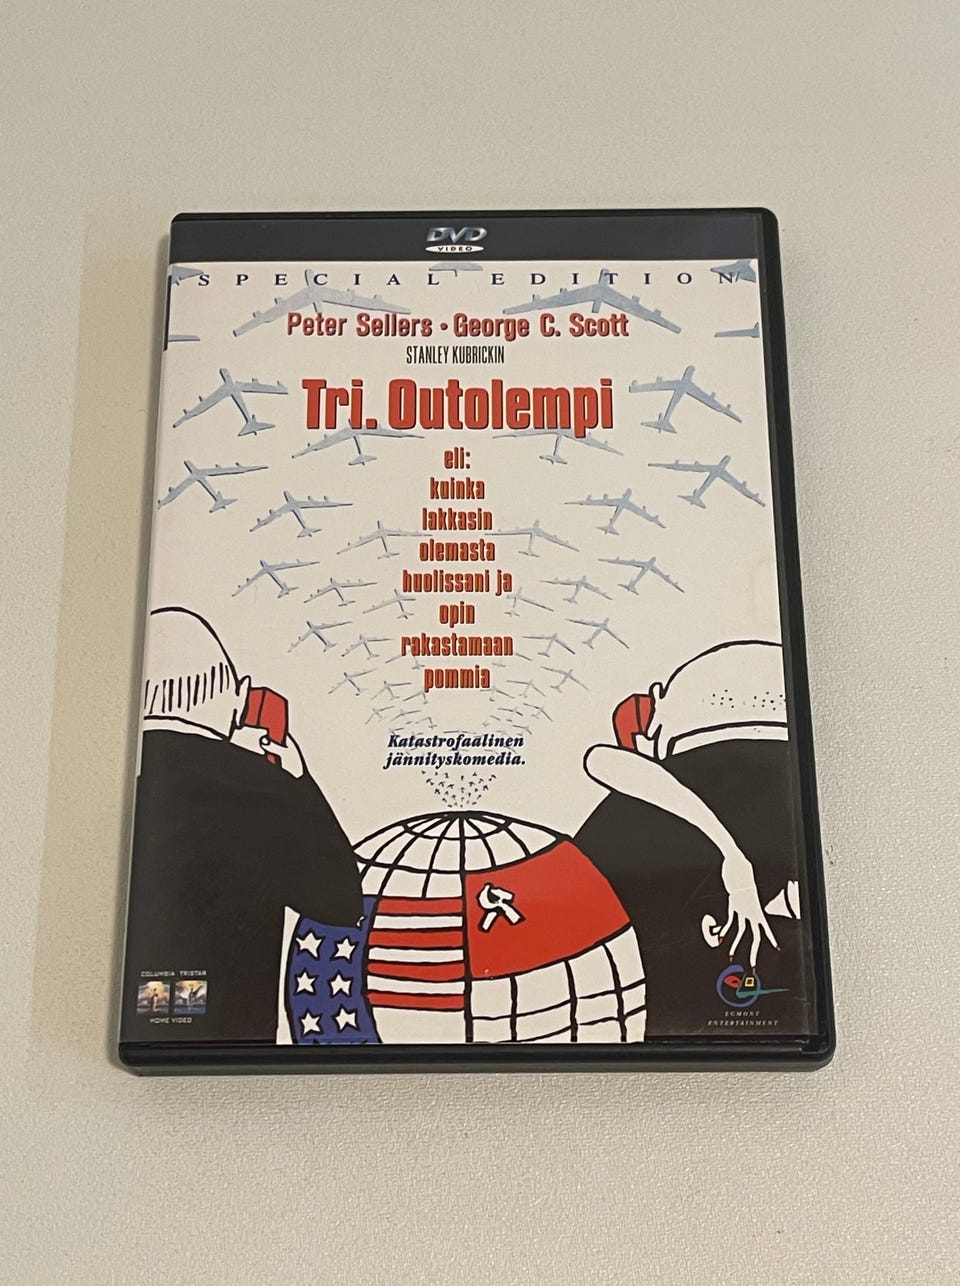 DVD
VIDEO
SPECIAL EDITION
Peter Sellers • George C. Scott
STANLEY KUBRICKIN
Tri. Outolempi
eli:
kuinka
lakkasin
olemasta
huolissani ja
opin
rakastamaan
pommia
Katastrofaalinen
jännityskomedia.
COLUMBIA TRISTAR
HOME VIDEO
EGMONT
ENTERTAINMENT